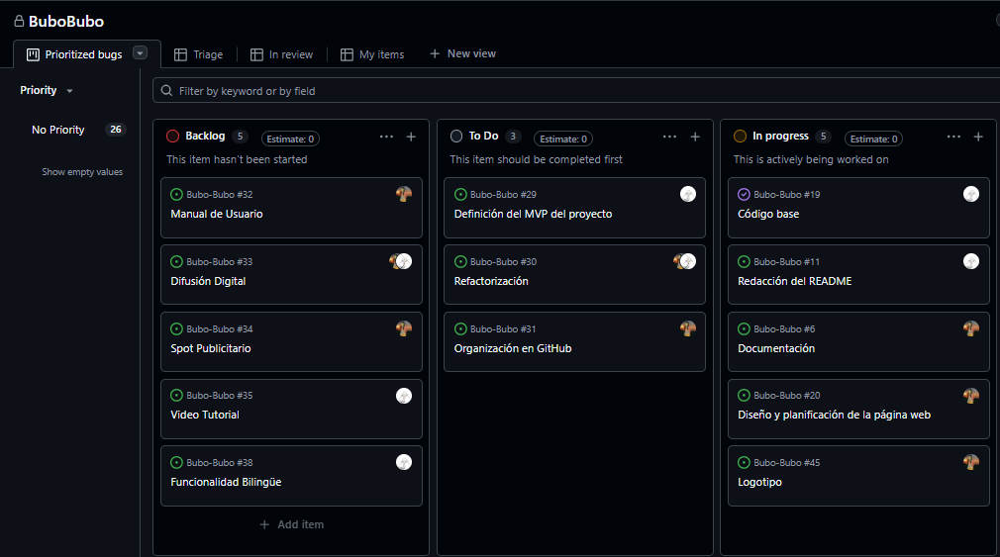 BuboBubo
Prioritized bugs
Triage
In review
My items
New view
Priority
No Priority 26
Show empty values
Filter by keyword or by field
Backlog 5 Estimate: 0
This item hasn't been started
Bubo-Bubo #32
Manual de Usuario
Bubo-Bubo #33
Difusión Digital
Bubo-Bubo #34
Spot Publicitario
Bubo-Bubo #35
Video Tutorial
Bubo-Bubo #38
Funcionalidad Bilingüe
Add item
To Do 3 Estimate: 0
This item should be completed first
Bubo-Bubo #29
Definición del MVP del proyecto
Bubo-Bubo #30
Refactorización
Bubo-Bubo #31
Organización en GitHub
In progress 5 Estimate: 0
This is actively being worked on
Bubo-Bubo #19
Código base
Bubo-Bubo #11
Redacción del README
Bubo-Bubo #6
Documentación
Bubo-Bubo #20
Diseño y planificación de la página web
Bubo-Bubo #45
Logotipo